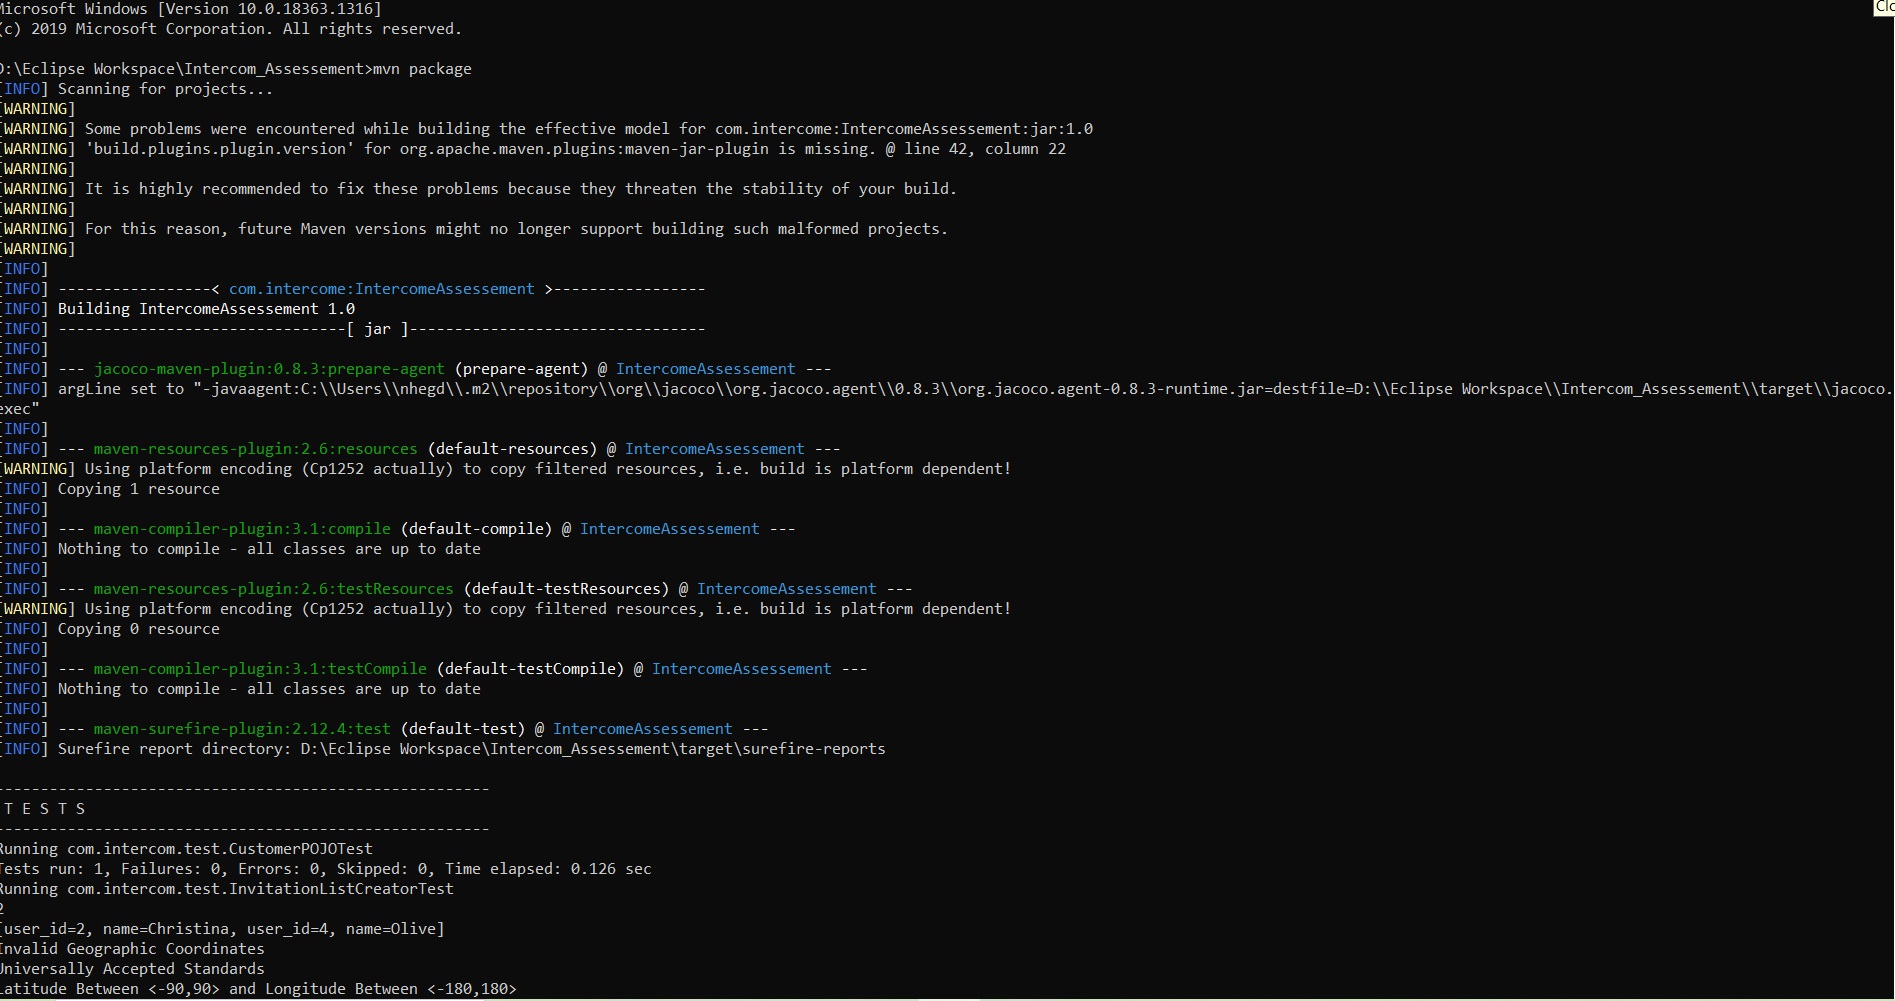 Microsoft Windows [Version 10.0.18363.1316]
(c) 2019 Microsoft Corporation. All rights reserved.
Clo
D:\Eclipse Workspace\Intercom_Assessement>mvn package
[INFO] Scanning for projects...
[WARNING]
[WARNING] Some problems were encountered while building the effective model for com.intercome:IntercomeAssessement:jar:1.0
[WARNING] 'build.plugins.plugin.version' for org.apache.maven.plugins:maven-jar-plugin is missing. @ line 42, column 22
[WARNING]
[WARNING] It is highly recommended to fix these problems because they threaten the stability of your build.
[WARNING]
[WARNING] For this reason, future Maven versions might no longer support building such malformed projects.
[WARNING]
[INFO]
[INFO] -----------------< com.intercome:IntercomeAssessement >-----------------
[INFO] Building IntercomeAssessement 1.0
[INFO] --------------------------------[ jar ]---------------------------------
[INFO]
[INFO] --- jacoco-maven-plugin:0.8.3:prepare-agent (prepare-agent) @ IntercomeAssessement ---
[INFO] argLine set to "-javaagent:C:\\Users\\nhegd\\.m2\\repository\\org\\jacoco\\org.jacoco.agent\\0.8.3\\org.jacoco.agent-0.8.3-runtime.jar=destfile=D:\\Eclipse Workspace\\Intercom_Assessement\\target\\jacoco.
exec"
[INFO]
[INFO] --- maven-resources-plugin:2.6:resources (default-resources) @ IntercomeAssessement ---
[WARNING] Using platform encoding (Cp1252 actually) to copy filtered resources, i.e. build is platform dependent!
[INFO] Copying 1 resource
[INFO]
[INFO] --- maven-compiler-plugin:3.1:compile (default-compile) @ IntercomeAssessement ---
[INFO] Nothing to compile - all classes are up to date
[INFO]
[INFO] --- maven-resources-plugin:2.6:testResources (default-testResources) @ IntercomeAssessement ---
[WARNING] Using platform encoding (Cp1252 actually) to copy filtered resources, i.e. build is platform dependent!
[INFO] Copying 0 resource
[INFO]
[INFO] --- maven-compiler-plugin:3.1:testCompile (default-testCompile) @ IntercomeAssessement ---
[INFO] Nothing to compile - all classes are up to date
[INFO]
[INFO] --- maven-surefire-plugin:2.12.4:test (default-test) @ IntercomeAssessement ---
[INFO] Surefire report directory: D:\Eclipse Workspace\Intercom_Assessement\target\surefire-reports
-------------------------------------------------------
T E S T S
-------------------------------------------------------
Running com.intercom.test.CustomerPOJOTest
Tests run: 1, Failures: 0, Errors: 0, Skipped: 0, Time elapsed: 0.126 sec
Running com.intercom.test.InvitationListCreatorTest
2
[user_id=2, name=Christina, user_id=4, name=Olive]
Invalid Geographic Coordinates
Universally Accepted Standards
Latitude Between <-90,90> and Longitude Between <-180,180>